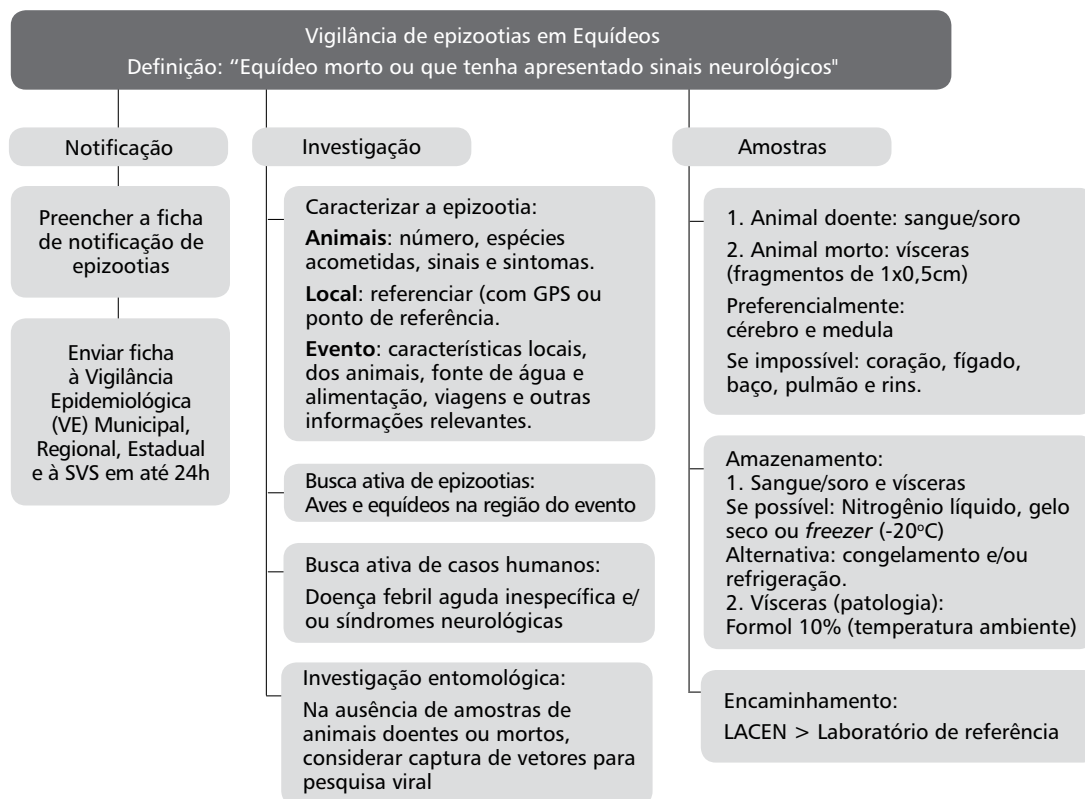 Vigilância de epizootias em Equídeos
Definição: “Equídeo morto ou que tenha apresentado sinais neurológicos"
Notificação
Preencher a ficha
de notificação de
epizootias
Enviar ficha
à Vigilância
Epidemiológica
(VE) Municipal,
Regional, Estadual
e à SVS em até 24h
Investigação
Caracterizar a epizootia:
Animais: número, espécies
acometidas, sinais e sintomas.
Local: referenciar (com GPS ou
ponto de referência.
Evento: características locais,
dos animais, fonte de água e
alimentação, viagens e outras
informações relevantes.
Busca ativa de epizootias:
Aves e equídeos na região do evento
Busca ativa de casos humanos:
Doença febril aguda inespecífica e/
ou síndromes neurológicas
Investigação entomológica:
Na ausência de amostras de
animais doentes ou mortos,
considerar captura de vetores para
pesquisa viral
Amostras
1. Animal doente: sangue/soro
2. Animal morto: vísceras
(fragmentos de 1x0,5cm)
Preferencialmente:
cérebro e medula
Se impossível: coração, fígado,
baço, pulmão e rins.
Amazenamento:
1. Sangue/soro e vísceras
Se possível: Nitrogênio líquido, gelo
seco ou freezer (-20ºC)
Alternativa: congelamento e/ou
refrigeração.
2. Vísceras (patologia):
Formol 10% (temperatura ambiente)
Encaminhamento:
LACEN > Laboratório de referência